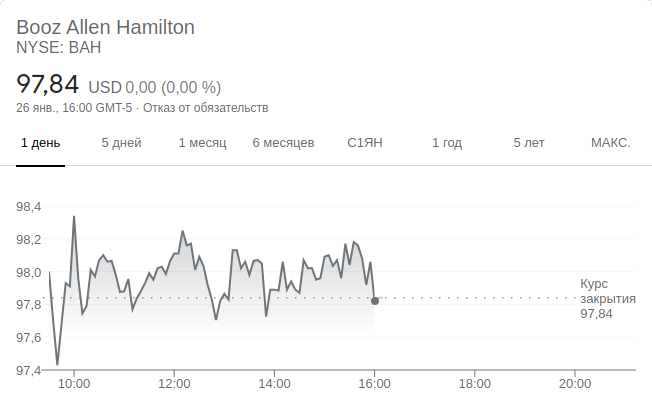 Booz Allen Hamilton
NYSE: BAH
97,84 USD 0,00 (0,00 %)
26 янв., 16:00 GMT-5 · Отказ от обязательств
1 день 5 дней 1 месяц 6 месяцев С1ЯН 1 год 5 лет МАКС.
98,4
98,2
98,0
97,8
97,6
97,4
Курс
закрытия
97,84
10:00 12:00 14:00 16:00 18:00 20:00